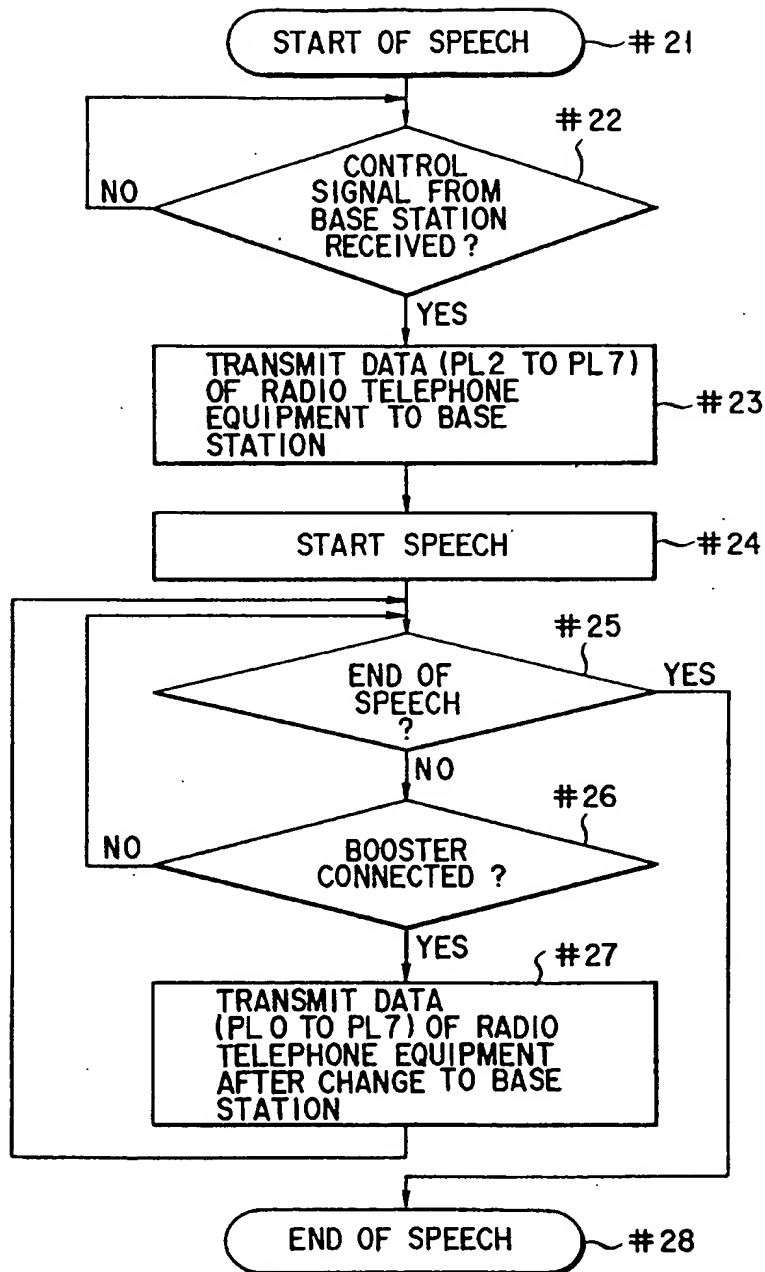 START OF SPEECH #21
#22
CONTROL
SIGNAL FROM
BASE STATION
RECEIVED ?
NO
YES
TRANSMIT DATA (PL2 TO PL7)
OF RADIO TELEPHONE
EQUIPMENT TO BASE
STATION
#23
START SPEECH #24
#25
END OF
SPEECH
?
YES
NO
#26
BOOSTER
CONNECTED ?
NO
YES
#27
TRANSMIT DATA
(PL0 TO PL7) OF RADIO
TELEPHONE EQUIPMENT
AFTER CHANGE TO BASE
STATION
END OF SPEECH #28